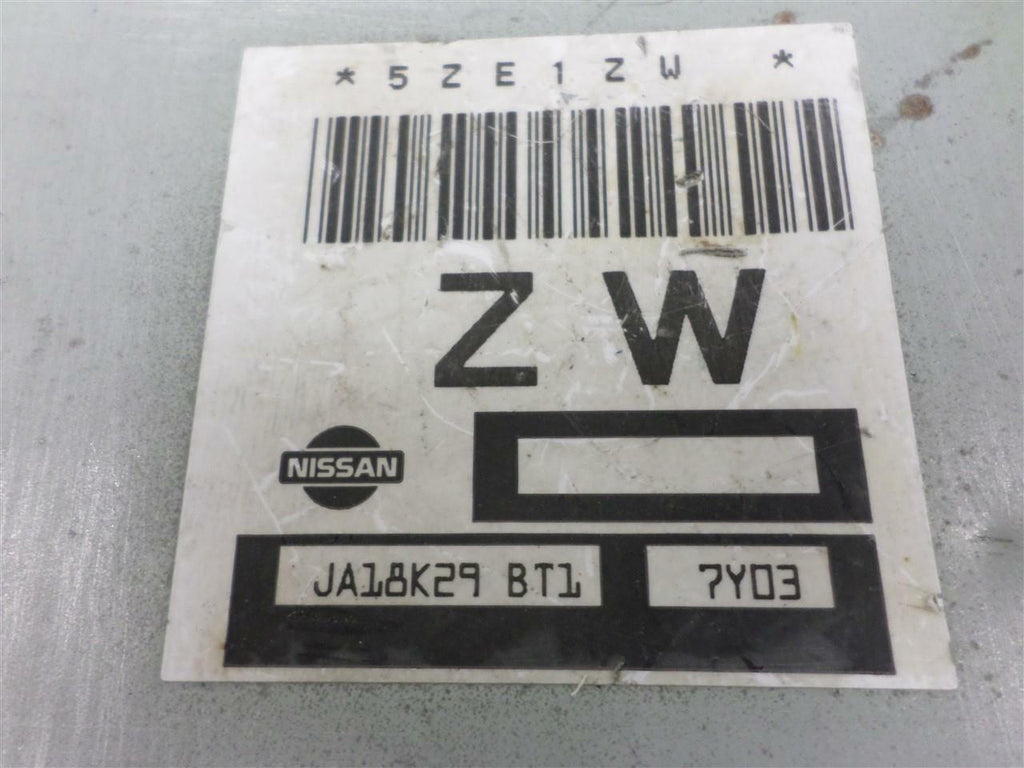 *5ZE1ZW *
ZW
NISSAN
JA18K29 BT1 7Y03